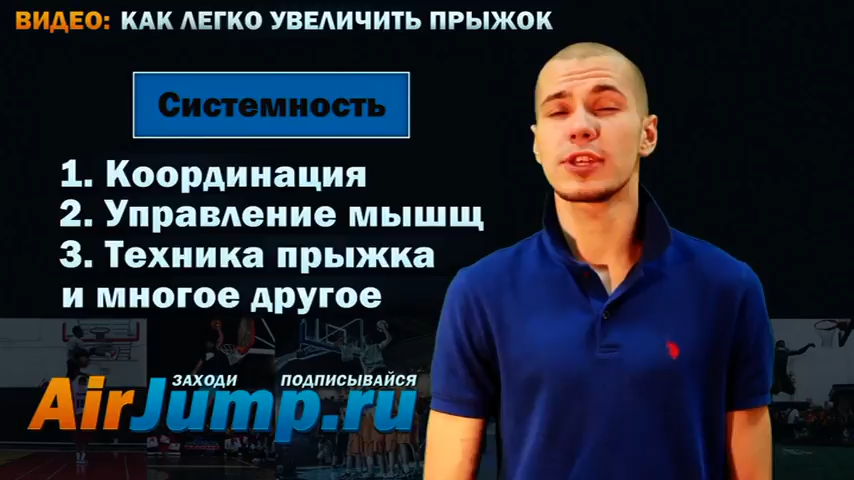 ВИДЕО: КАК ЛЕГКО УВЕЛИЧИТЬ ПРЫЖОК
Системность
1. Координация
2. Управление мышщ
3. Техника прыжка
и многое другое
ЗАХОДИ ПОДПИСЫВАЙСЯ
AirJump.ru